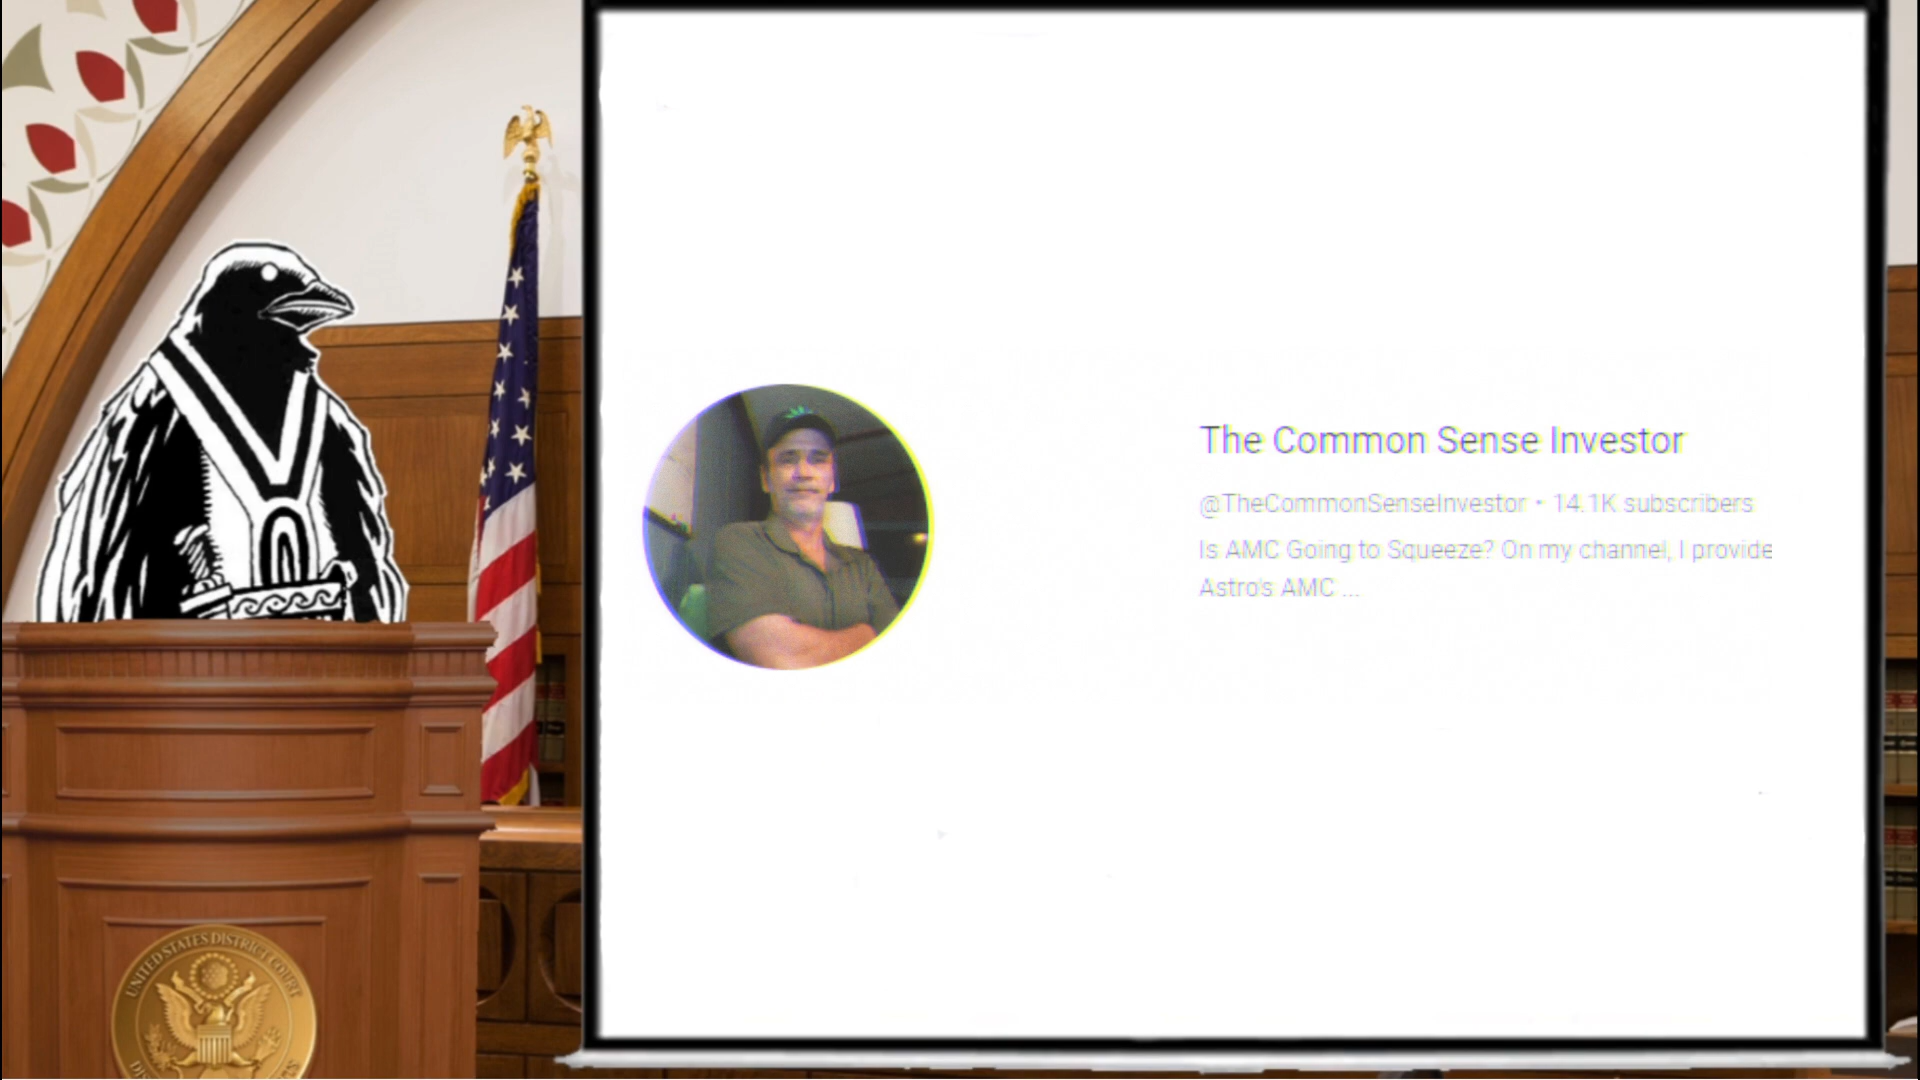 The Common Sense Investor
@TheCommonSenseInvestor • 14.1K subscribers
Is AMC Going to Squeeze? On my channel, I provide
Astro's AMC ...
UNITED STATES DISTRICT COURT